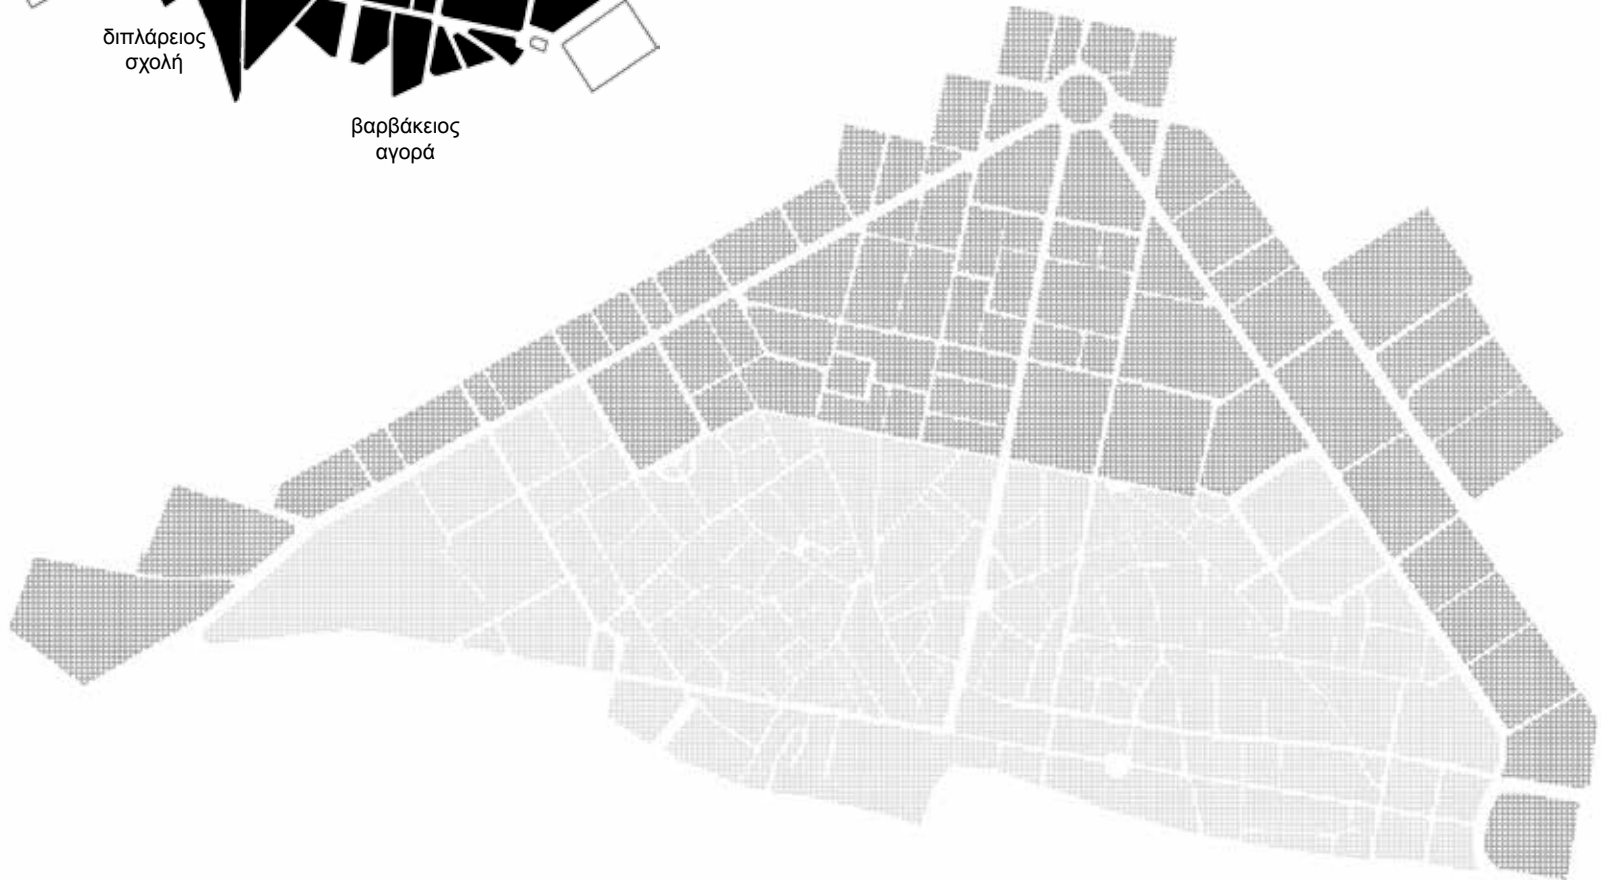 διπλάρειος
σχολή
βαρβάκειος
αγορά